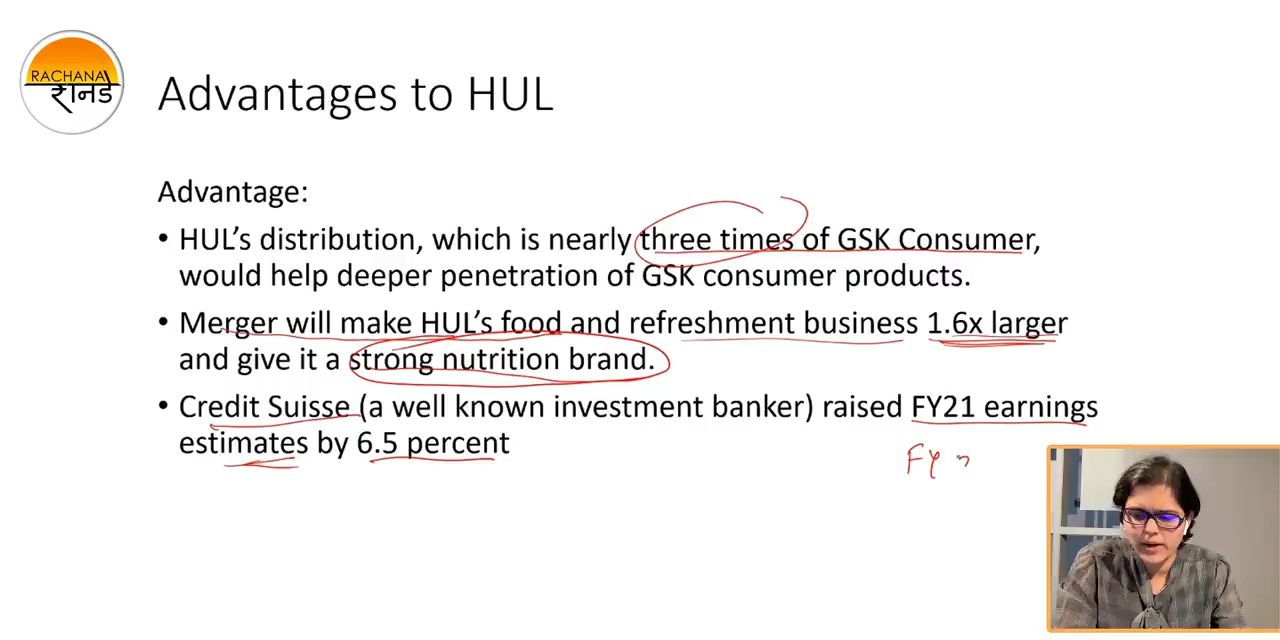 RACHANA
रानडे
Advantages to HUL
Advantage:
• HUL’s distribution, which is nearly three times of GSK Consumer,
would help deeper penetration of GSK consumer products.
• Merger will make HUL’s food and refreshment business 1.6x larger
and give it a strong nutrition brand.
• Credit Suisse (a well known investment banker) raised FY21 earnings
estimates by 6.5 percent
FY